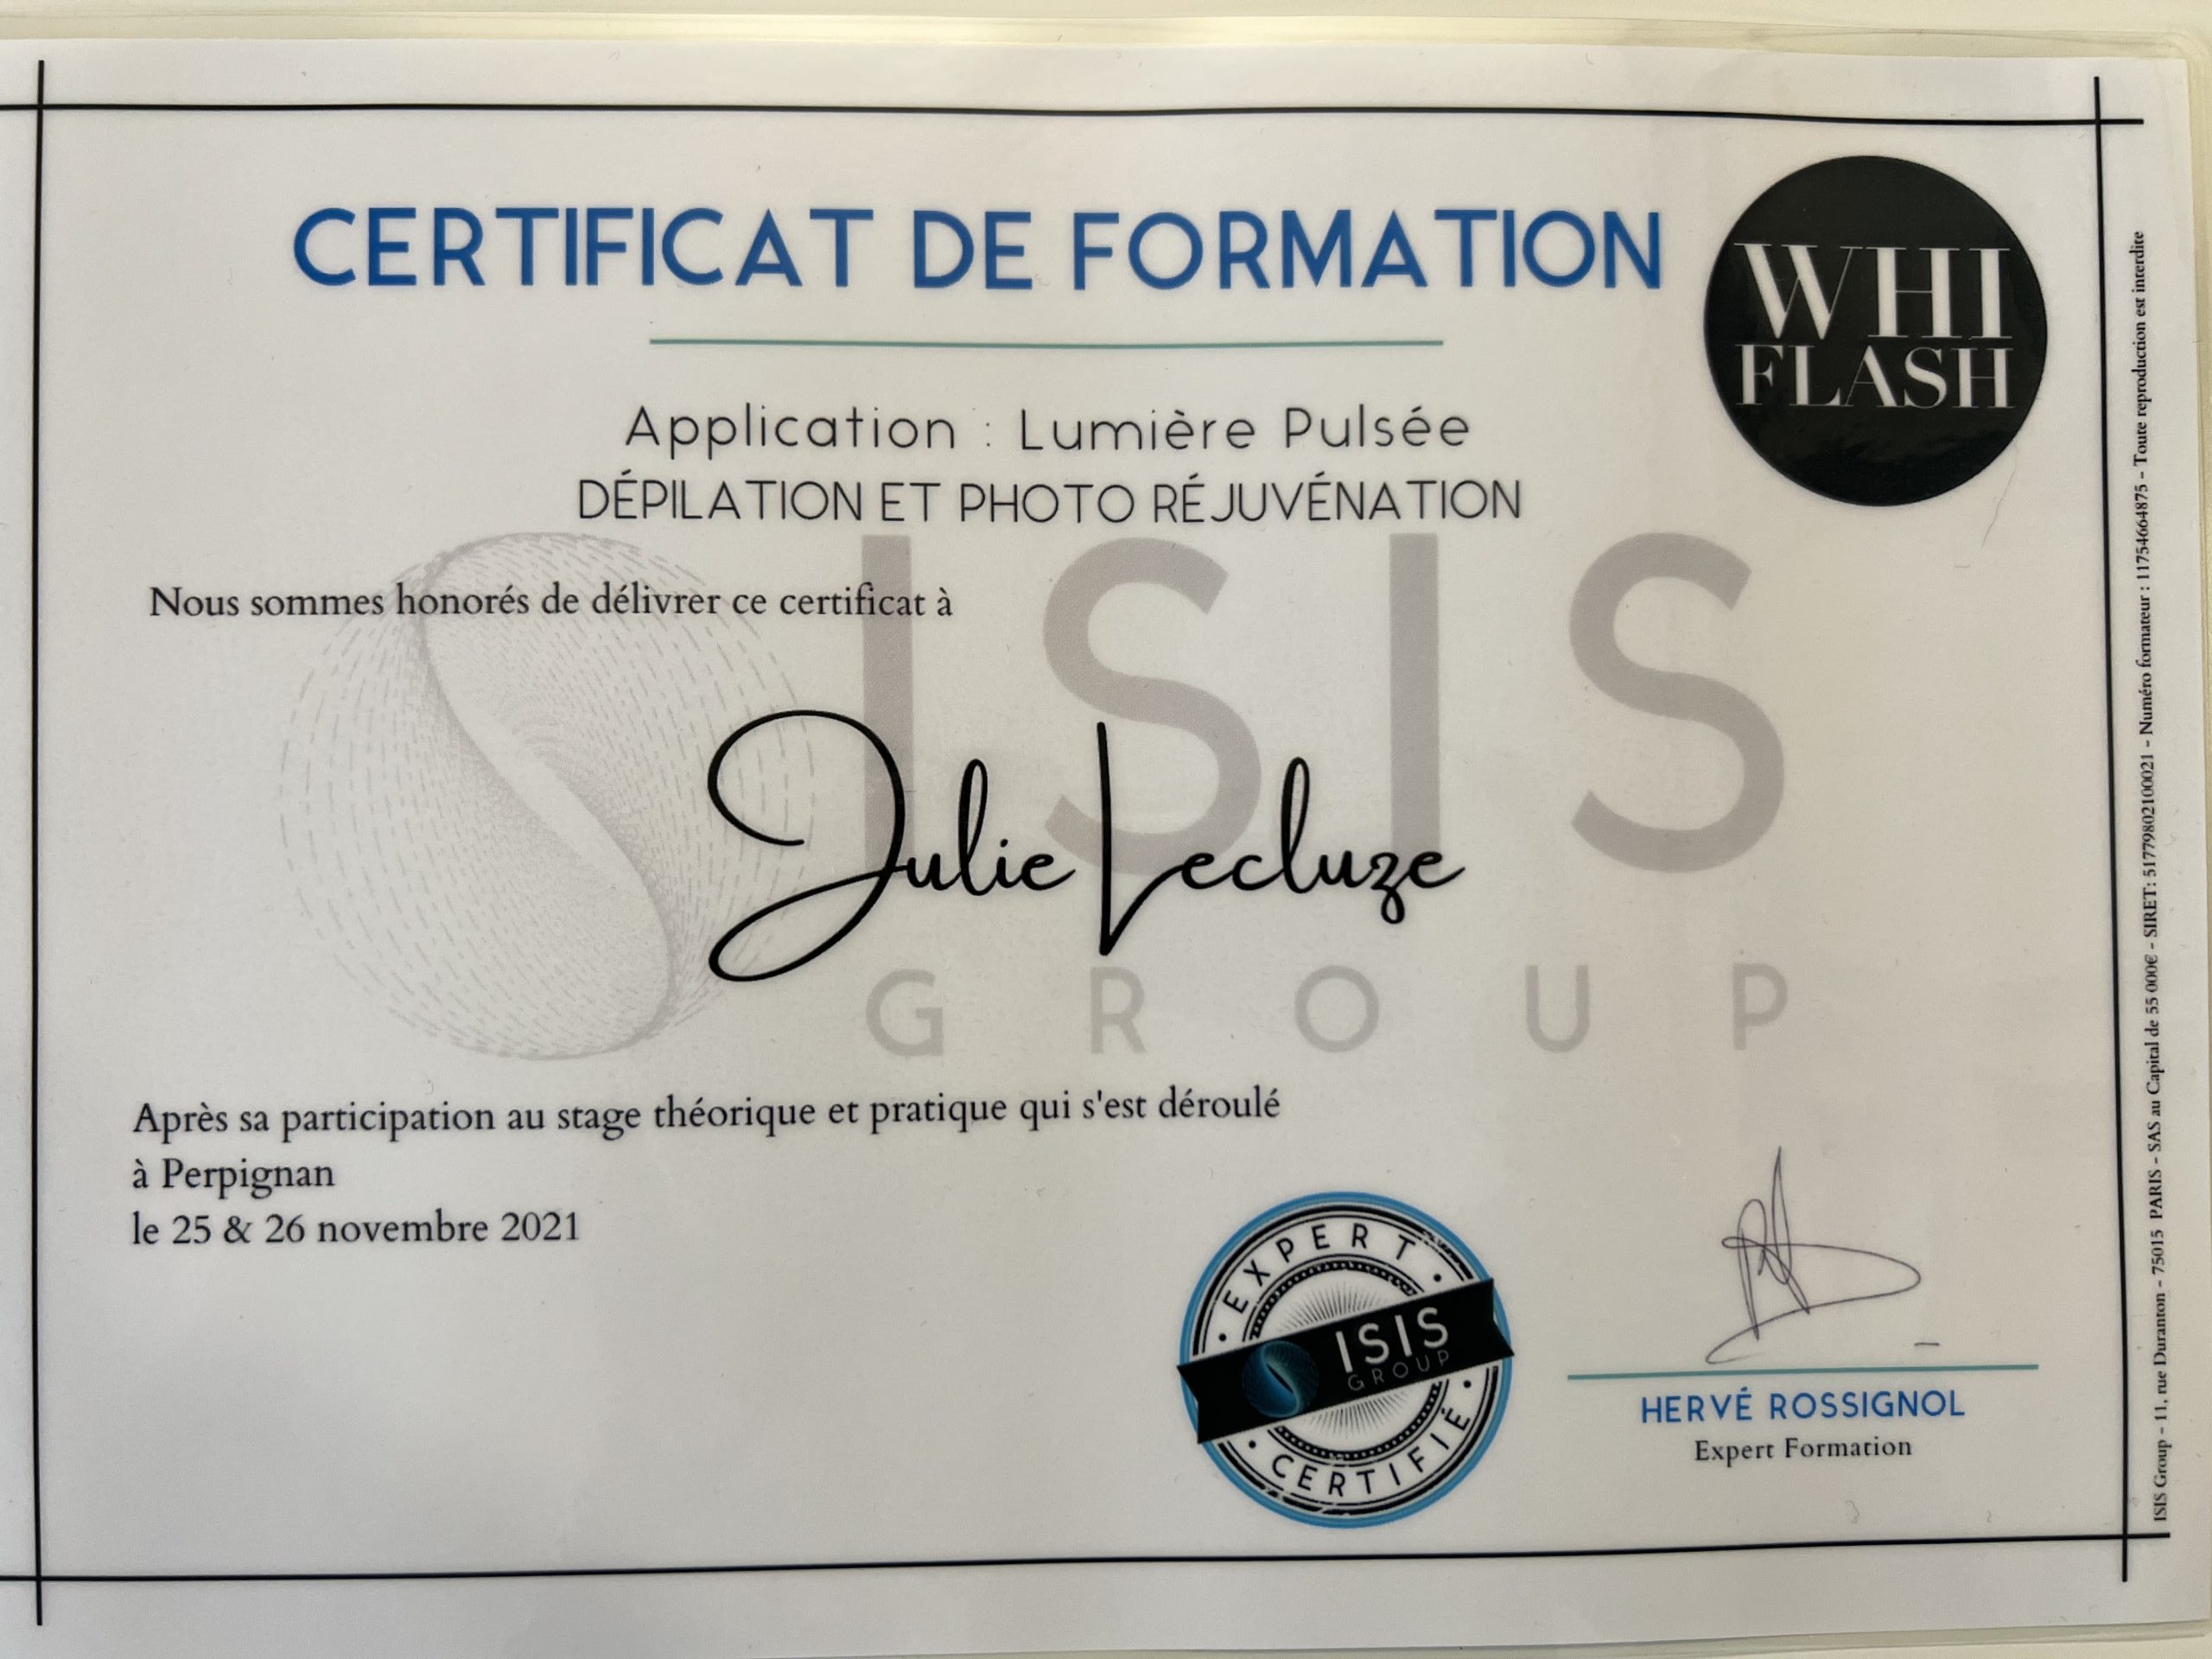 CERTIFICAT DE FORMATION
WHI
FLASH
Application : Lumière Pulsée
DÉPILATION ET PHOTO RÉJUVÉNATION
Nous sommes honorés de délivrer ce certificat à
ISIS
GROUP
Julie Lecluze
Après sa participation au stage théorique et pratique qui s'est déroulé
à Perpignan
le 25 & 26 novembre 2021
EXPERT
ISIS
GROUP
CERTIFIÉ
HERVÉ ROSSIGNOL
Expert Formation
ISIS Group - 11, rue Duranton - 75015 PARIS - SAS au Capital de 55 000€ - SIRET: 51779802100021 - Numéro formateur : 11754664875 - Toute reproduction est interdite